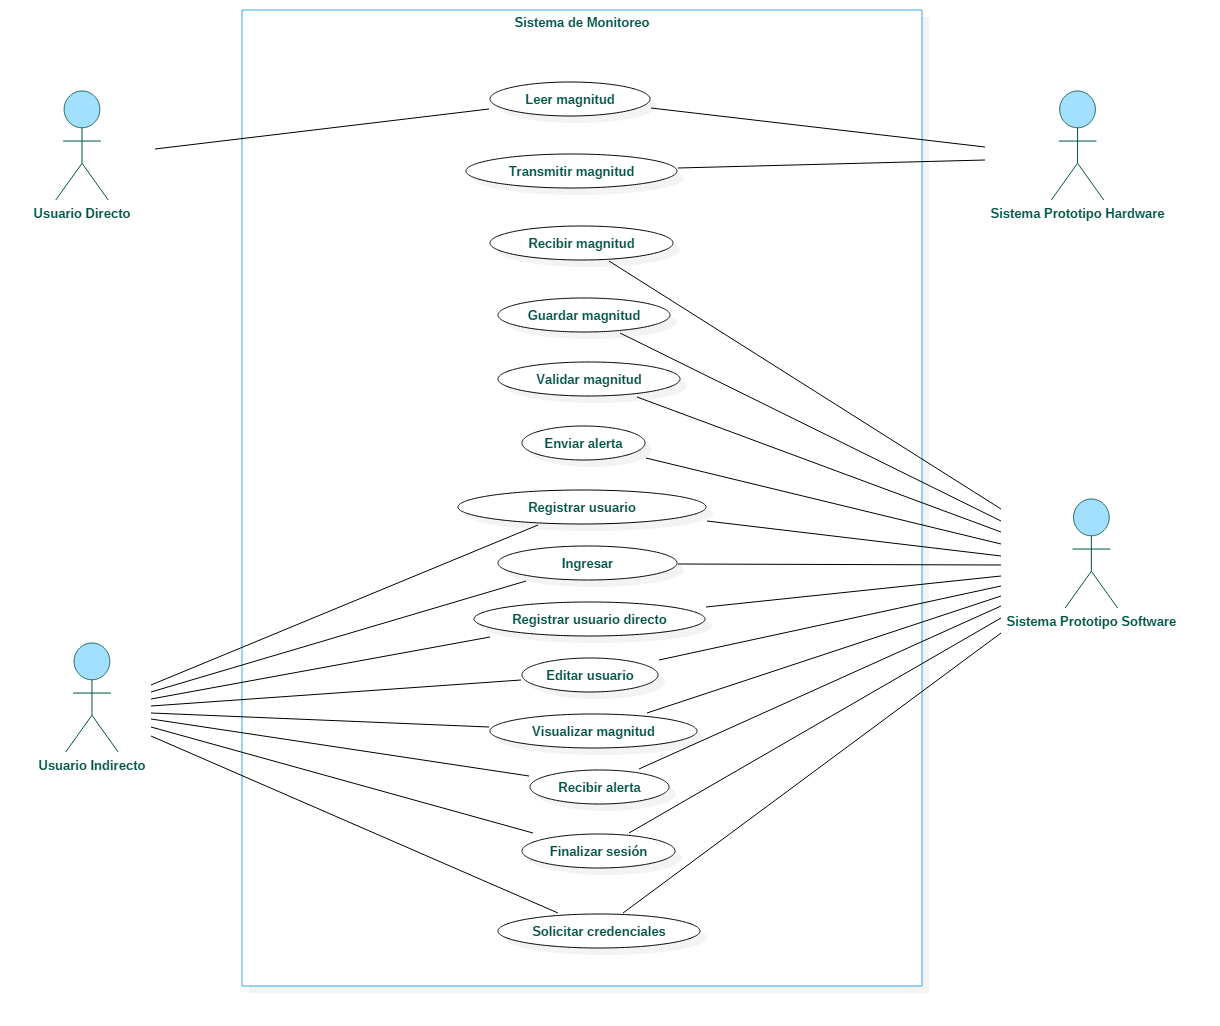 Sistema de Monitoreo
Leer magnitud
Usuario Directo
Sistema Prototipo Hardware
Transmitir magnitud
Recibir magnitud
Guardar magnitud
Validar magnitud
Enviar alerta
Registrar usuario
Ingresar
Registrar usuario directo
Sistema Prototipo Software
Editar usuario
Visualizar magnitud
Usuario Indirecto
Recibir alerta
Finalizar sesión
Solicitar credenciales